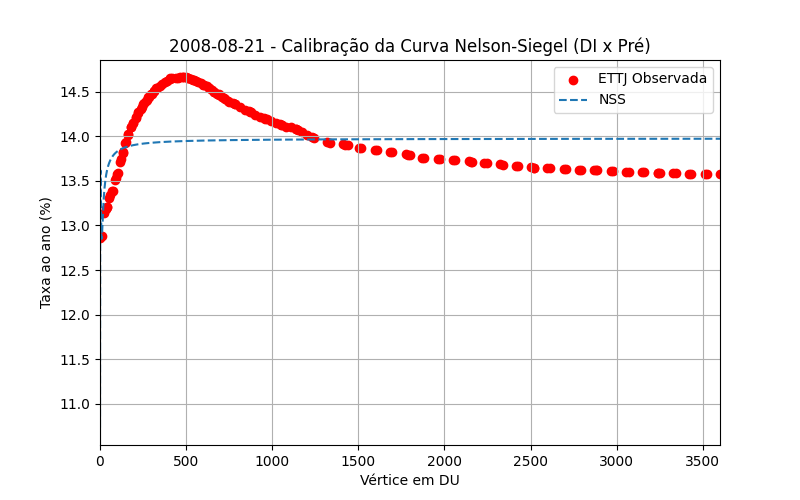 2008-08-21 - Calibração da Curva Nelson-Siegel (DI x Pré)
ETTJ Observada
NSS
Taxa ao ano (%)
14.5
14.0
13.5
13.0
12.5
12.0
11.5
11.0
0 500 1000 1500 2000 2500 3000 3500
Vértice em DU